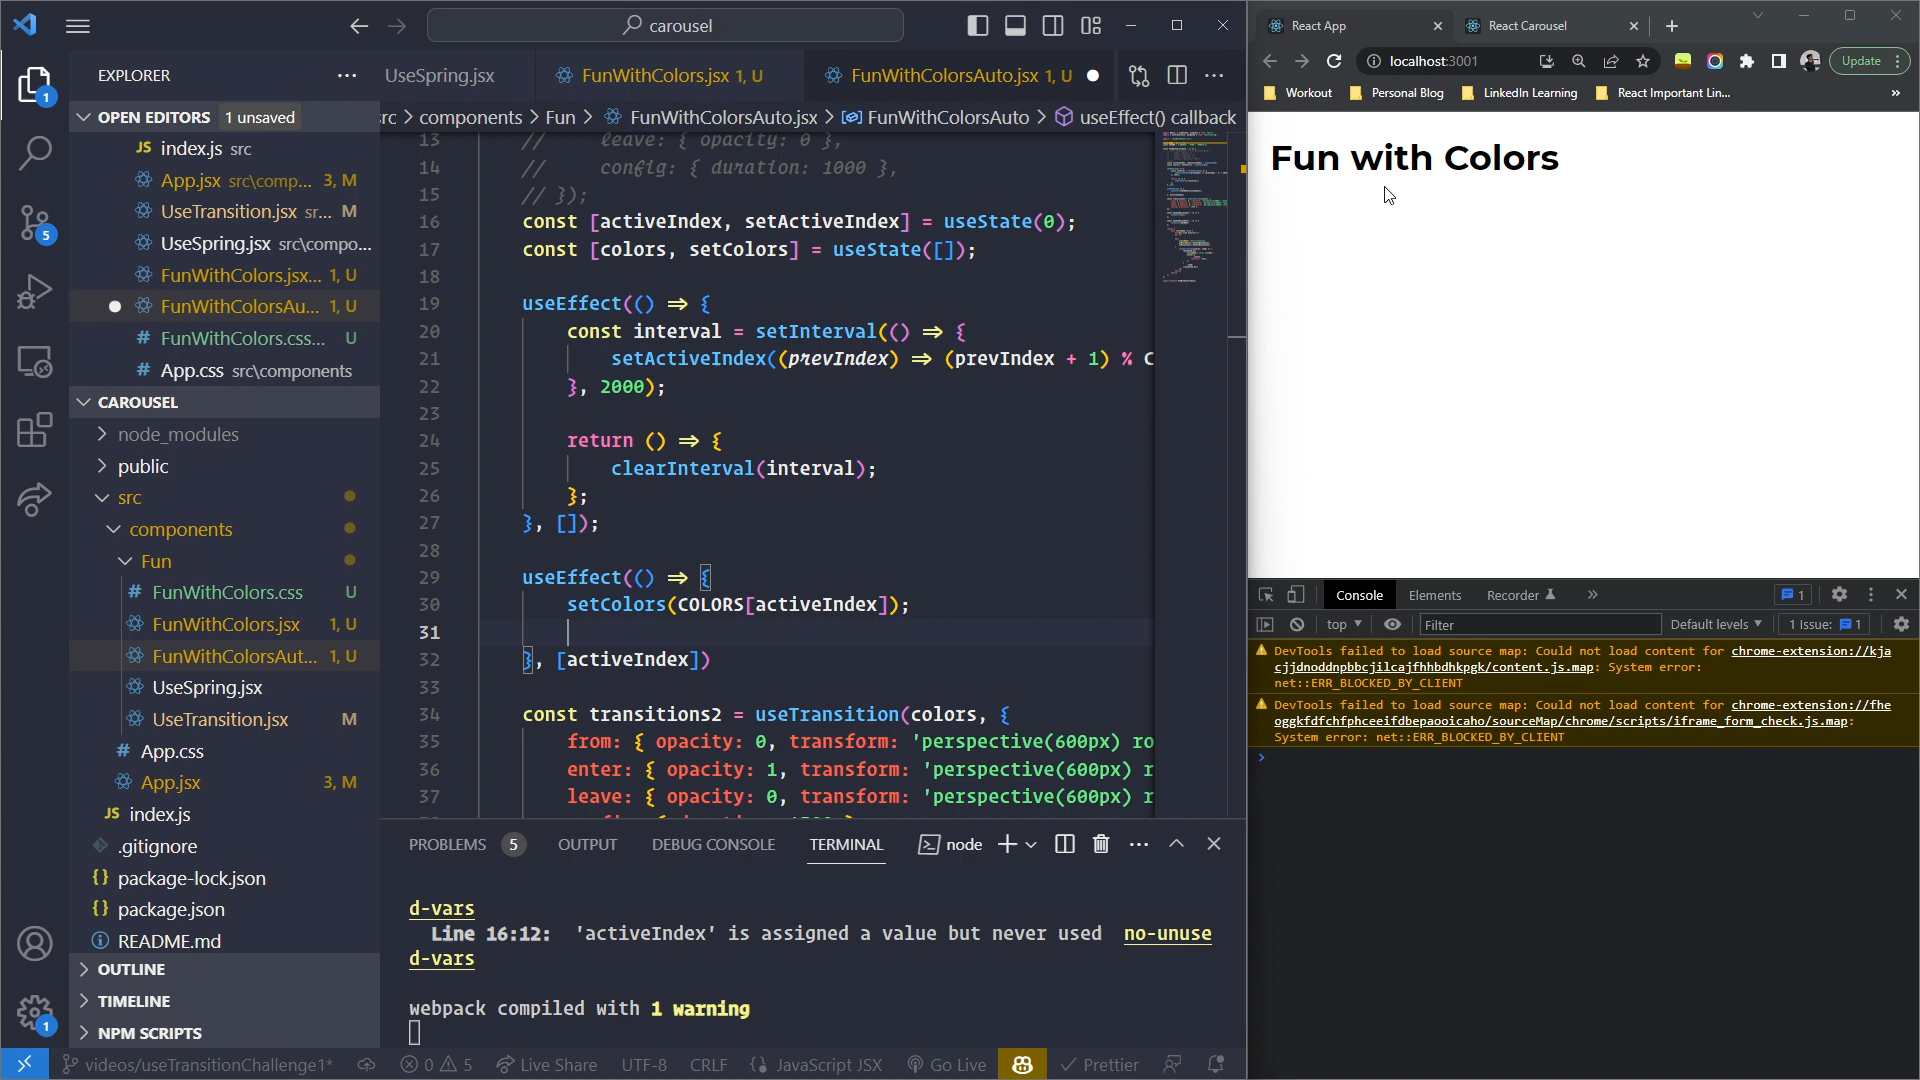 carousel
EXPLORER
OPEN EDITORS 1 unsaved
JS index.js src
App.jsx src\comp... 3, M
UseTransition.jsx sr... M
UseSpring.jsx src\compo...
FunWithColors.jsx... 1, U
FunWithColorsAu... 1, U
# FunWithColors.css... U
# App.css src\components
CAROUSEL
node_modules
public
src
components
Fun
# FunWithColors.css U
FunWithColors.jsx 1, U
FunWithColorsAut... 1, U
UseSpring.jsx
UseTransition.jsx M
# App.css
App.jsx 3, M
JS index.js
.gitignore
{} package-lock.json
{} package.json
README.md
OUTLINE
TIMELINE
NPM SCRIPTS
1
5
1
UseSpring.jsx FunWithColors.jsx 1, U FunWithColorsAuto.jsx 1, U
rc > components > Fun > FunWithColorsAuto.jsx > FunWithColorsAuto > useEffect() callback
13 // leave: { opacity: 0 },
14 // config: { duration: 1000 },
15 // });
16 const [activeIndex, setActiveIndex] = useState(0);
17 const [colors, setColors] = useState([]);
18
19 useEffect(() ⇒ {
20 const interval = setInterval(() ⇒ {
21 setActiveIndex((prevIndex) ⇒ (prevIndex + 1) % C
22 }, 2000);
23
24 return () ⇒ {
25 clearInterval(interval);
26 };
27 }, []);
28
29 useEffect(() ⇒ {
30 setColors(COLORS[activeIndex]);
31
32 }, [activeIndex])
33
34 const transitions2 = useTransition(colors, {
35 from: { opacity: 0, transform: 'perspective(600px) ro
36 enter: { opacity: 1, transform: 'perspective(600px) r
37 leave: { opacity: 0, transform: 'perspective(600px) r
PROBLEMS 5 OUTPUT DEBUG CONSOLE TERMINAL node
d-vars
Line 16:12: 'activeIndex' is assigned a value but never used no-unuse
d-vars
webpack compiled with 1 warning
videos/useTransitionChallenge1* 0 5 Live Share UTF-8 CRLF {} JavaScript JSX Go Live Prettier
React App React Carousel
localhost:3001 Update
Workout Personal Blog LinkedIn Learning React Important Lin... »
Fun with Colors
Console Elements Recorder » 1
top Filter Default levels 1 Issue: 1
DevTools failed to load source map: Could not load content for chrome-extension://kja
cjjdnoddnpbbcjilcajfhhbdhkpgk/content.js.map: System error:
net::ERR_BLOCKED_BY_CLIENT
DevTools failed to load source map: Could not load content for chrome-extension://fhe
oggkfdfchfphceeifdbepaooicaho/sourceMap/chrome/scripts/iframe_form_check.js.map:
System error: net::ERR_BLOCKED_BY_CLIENT